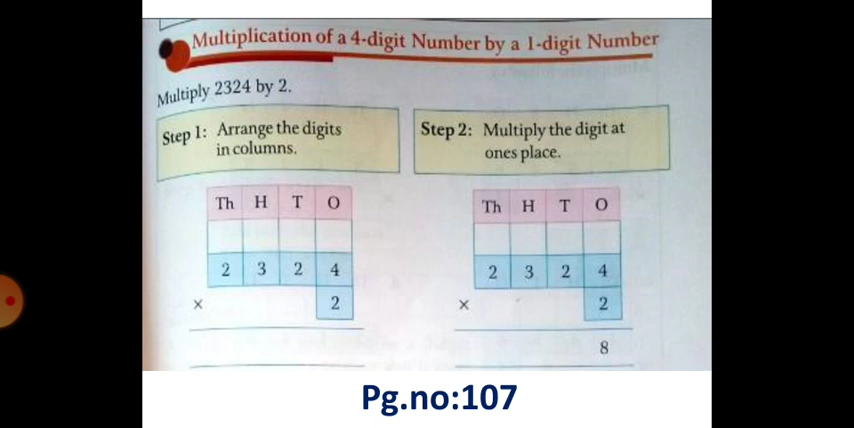 Multiplication of a 4-digit Number by a 1-digit Number
Multiply 2324 by 2.
Step 1: Arrange the digits
in columns.
Th H T O
2 3 2 4
× 2
Step 2: Multiply the digit at
ones place.
Th H T O
2 3 2 4
× 2
8
Pg.no:107